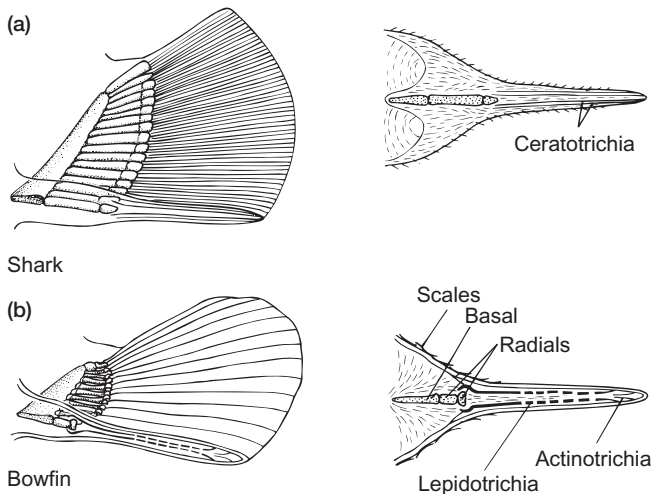 (a)
Ceratotrichia
Shark
(b)
Scales
Basal
Radials
Actinotrichia
Lepidotrichia
Bowfin